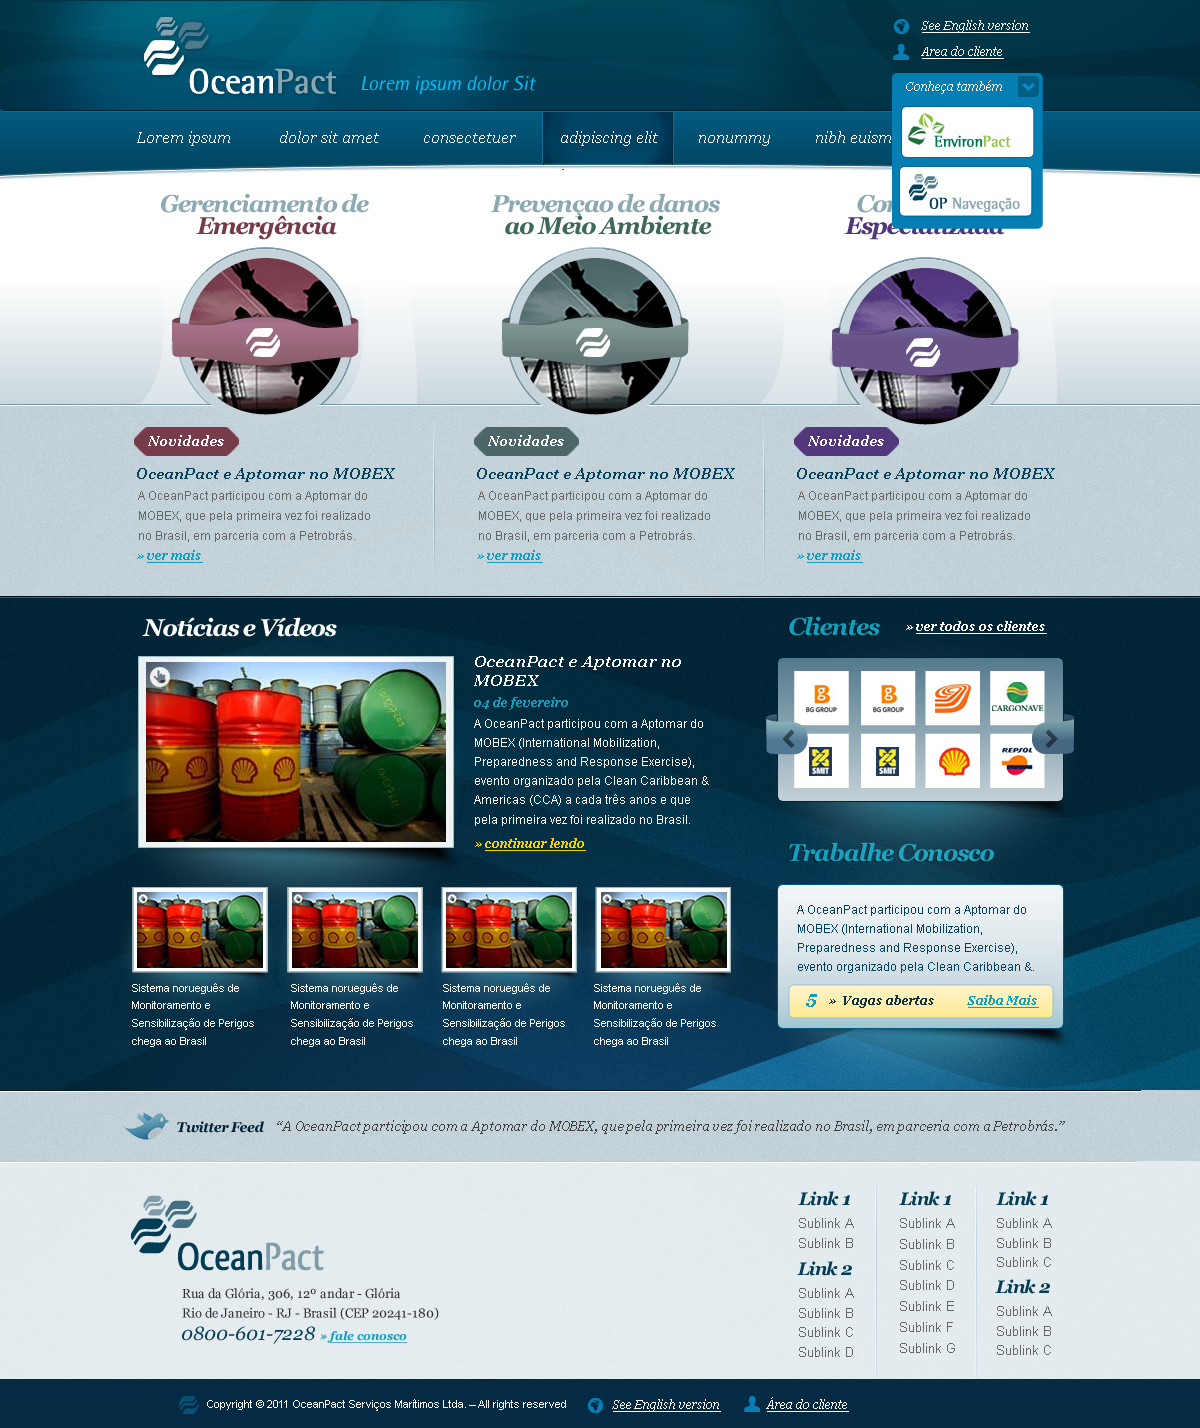 See English version
Area do cliente
OceanPact
Lorem ipsum dolor Sit
Conheça também
EnvironPact
OP Navegação
Lorem ipsum
dolor sit amet
consectetuer
adipiscing elit
nonummy
nibh euism
Gerenciamento de
Emergência
Prevençao de danos
ao Meio Ambiente
Novidades
OceanPact e Aptomar no MOBEX
A OceanPact participou com a Aptomar do
MOBEX, que pela primeira vez foi realizado
no Brasil, em parceria com a Petrobrás.
» ver mais
Novidades
OceanPact e Aptomar no MOBEX
A OceanPact participou com a Aptomar do
MOBEX, que pela primeira vez foi realizado
no Brasil, em parceria com a Petrobrás.
» ver mais
Novidades
OceanPact e Aptomar no MOBEX
A OceanPact participou com a Aptomar do
MOBEX, que pela primeira vez foi realizado
no Brasil, em parceria com a Petrobrás.
» ver mais
Notícias e Vídeos
OceanPact e Aptomar no
MOBEX
04 de fevereiro
A OceanPact participou com a Aptomar do
MOBEX (International Mobilization,
Preparedness and Response Exercise),
evento organizado pela Clean Caribbean &
Americas (CCA) a cada três anos e que
pela primeira vez foi realizado no Brasil.
» continuar lendo
Sistema norueguês de
Monitoramento e
Sensibilização de Perigos
chega ao Brasil
Sistema norueguês de
Monitoramento e
Sensibilização de Perigos
chega ao Brasil
Sistema norueguês de
Monitoramento e
Sensibilização de Perigos
chega ao Brasil
Sistema norueguês de
Monitoramento e
Sensibilização de Perigos
chega ao Brasil
Clientes
» ver todos os clientes
BG GROUP
BG GROUP
CARGONAVE
SMIT
SMIT
REPSOL
Trabalhe Conosco
A OceanPact participou com a Aptomar do
MOBEX (International Mobilization,
Preparedness and Response Exercise),
evento organizado pela Clean Caribbean &.
5 » Vagas abertas
Saiba Mais
Twitter Feed
“A OceanPact participou com a Aptomar do MOBEX, que pela primeira vez foi realizado no Brasil, em parceria com a Petrobrás.”
OceanPact
Rua da Glória, 306, 12º andar - Glória
Rio de Janeiro - RJ - Brasil (CEP 20241-180)
0800-601-7228 » fale conosco
Link 1
Sublink A
Sublink B
Link 2
Sublink A
Sublink B
Sublink C
Sublink D
Link 1
Sublink A
Sublink B
Sublink C
Sublink D
Sublink E
Sublink F
Sublink G
Link 1
Sublink A
Sublink B
Sublink C
Link 2
Sublink A
Sublink B
Sublink C
Copyright © 2011 OceanPact Serviços Marítimos Ltda. – All rights reserved
See English version
Área do cliente